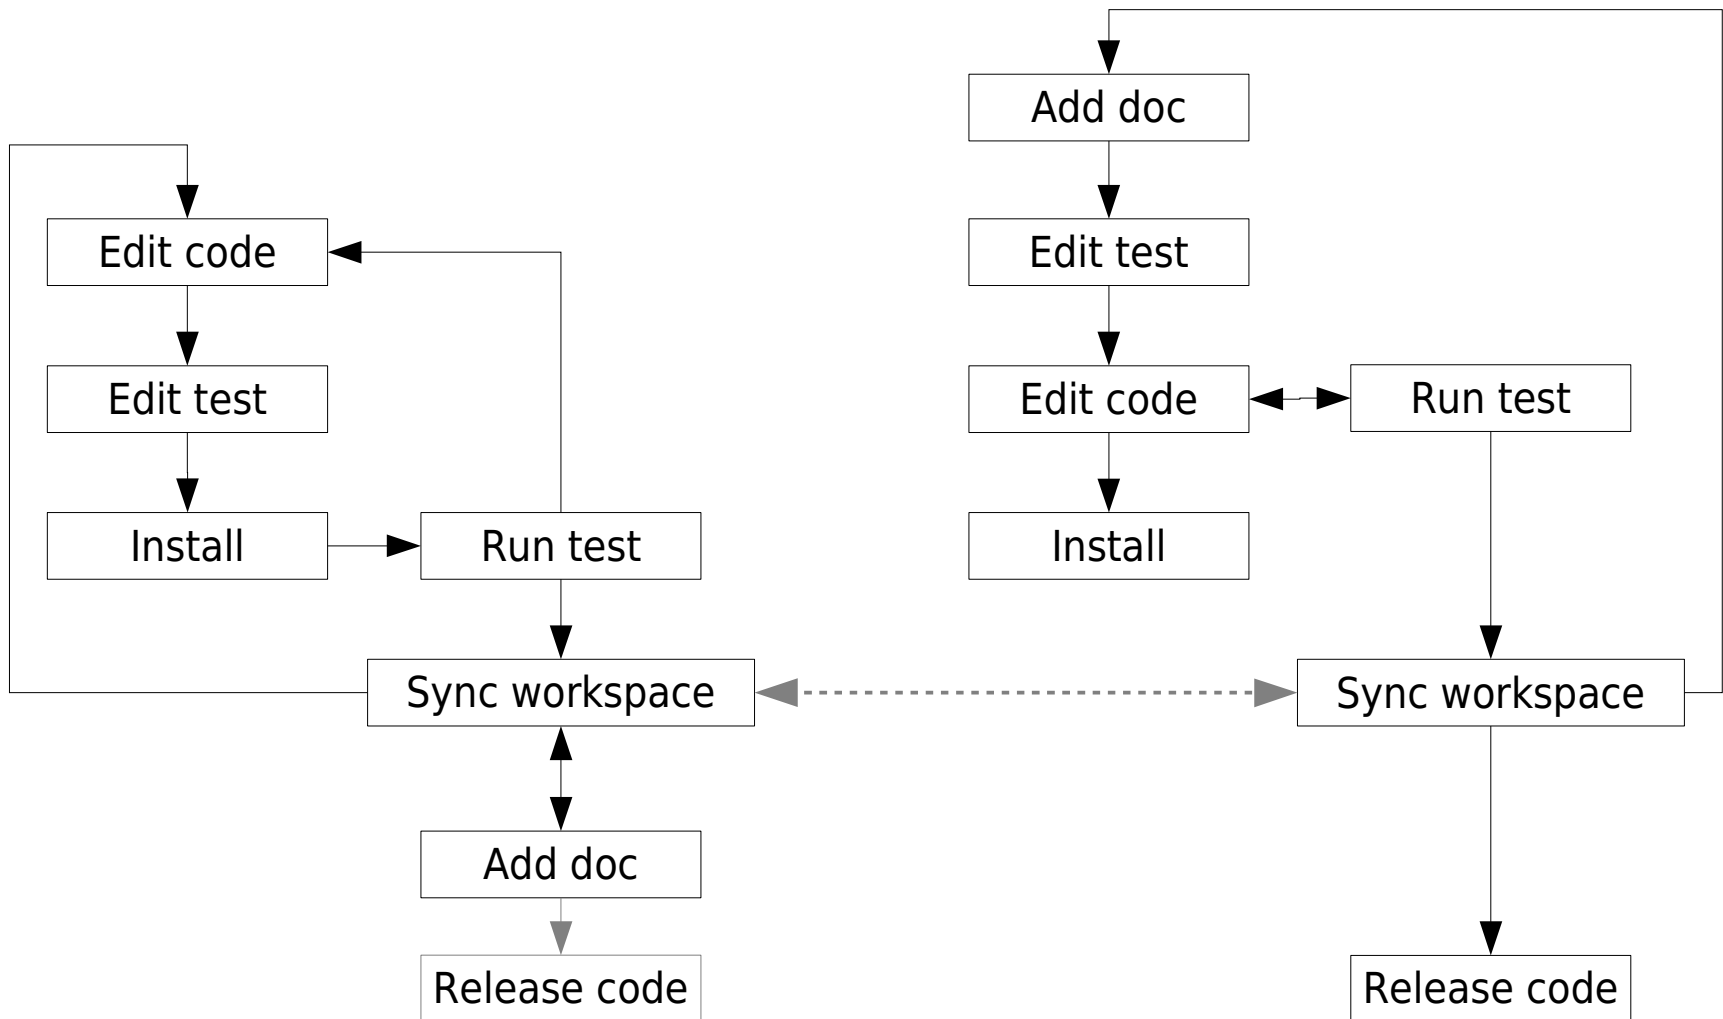 Edit code
Edit test
Install
Run test
Sync workspace
Add doc
Release code
Add doc
Edit test
Edit code
Run test
Install
Sync workspace
Release code